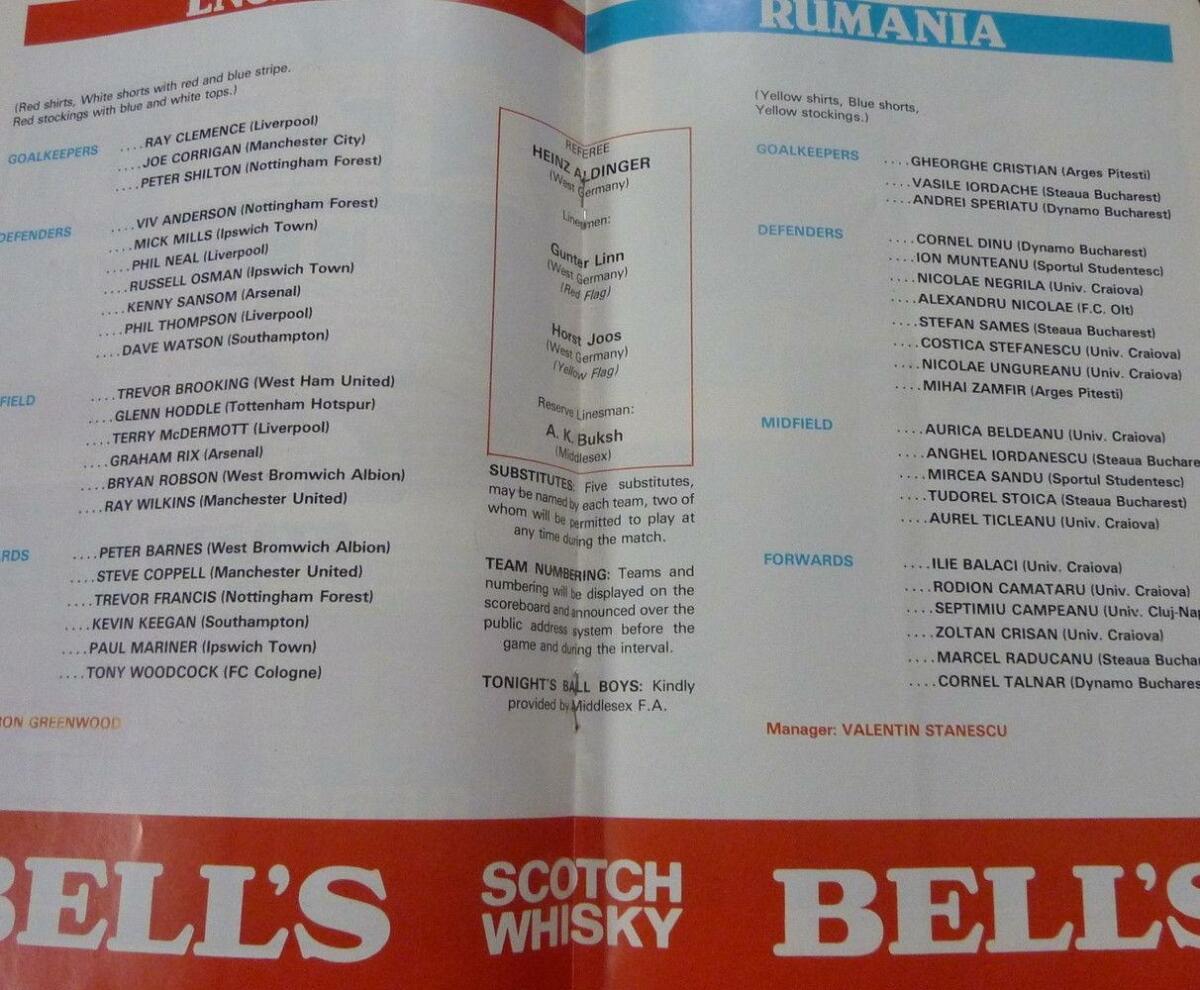 RUMANIA
(Red shirts, White shorts with red and blue stripe.
Red stockings with blue and white tops.)
GOALKEEPERS
....RAY CLEMENCE (Liverpool)
....JOE CORRIGAN (Manchester City)
....PETER SHILTON (Nottingham Forest)
DEFENDERS
....VIV ANDERSON (Nottingham Forest)
....MICK MILLS (Ipswich Town)
....PHIL NEAL (Liverpool)
....RUSSELL OSMAN (Ipswich Town)
....KENNY SANSOM (Arsenal)
....PHIL THOMPSON (Liverpool)
....DAVE WATSON (Southampton)
FIELD
....TREVOR BROOKING (West Ham United)
....GLENN HODDLE (Tottenham Hotspur)
....TERRY McDERMOTT (Liverpool)
....GRAHAM RIX (Arsenal)
....BRYAN ROBSON (West Bromwich Albion)
....RAY WILKINS (Manchester United)
RDS
....PETER BARNES (West Bromwich Albion)
....STEVE COPPELL (Manchester United)
....TREVOR FRANCIS (Nottingham Forest)
....KEVIN KEEGAN (Southampton)
....PAUL MARINER (Ipswich Town)
....TONY WOODCOCK (FC Cologne)
RON GREENWOOD
REFEREE
HEINZ ALDINGER
(West Germany)
Linesmen:
Gunter Linn
(West Germany)
(Red Flag)
Horst Joos
(West Germany)
(Yellow Flag)
Reserve Linesman:
A. K. Buksh
(Middlesex)
SUBSTITUTES: Five substitutes,
may be named by each team, two of
whom will be permitted to play at
any time during the match.
TEAM NUMBERING: Teams and
numbering will be displayed on the
scoreboard and announced over the
public address system before the
game and during the interval.
TONIGHT'S BALL BOYS: Kindly
provided by Middlesex F.A.
(Yellow shirts, Blue shorts,
Yellow stockings.)
GOALKEEPERS
....GHEORGHE CRISTIAN (Arges Pitesti)
....VASILE IORDACHE (Steaua Bucharest)
....ANDREI SPERIATU (Dynamo Bucharest)
DEFENDERS
....CORNEL DINU (Dynamo Bucharest)
....ION MUNTEANU (Sportul Studentesc)
....NICOLAE NEGRILA (Univ. Craiova)
....ALEXANDRU NICOLAE (F.C. Olt)
....STEFAN SAMES (Steaua Bucharest)
....COSTICA STEFANESCU (Univ. Craiova)
....NICOLAE UNGUREANU (Univ. Craiova)
....MIHAI ZAMFIR (Arges Pitesti)
MIDFIELD
....AURICA BELDEANU (Univ. Craiova)
....ANGHEL IORDANESCU (Steaua Buchare
....MIRCEA SANDU (Sportul Studentesc)
....TUDOREL STOICA (Steaua Bucharest)
....AUREL TICLEANU (Univ. Craiova)
FORWARDS
....ILIE BALACI (Univ. Craiova)
....RODION CAMATARU (Univ. Craiova)
....SEPTIMIU CAMPEANU (Univ. Cluj-Nap
....ZOLTAN CRISAN (Univ. Craiova)
....MARCEL RADUCANU (Steaua Bucha
....CORNEL TALNAR (Dynamo Buchares
Manager: VALENTIN STANESCU
BELL'S
SCOTCH
WHISKY
BELL'S